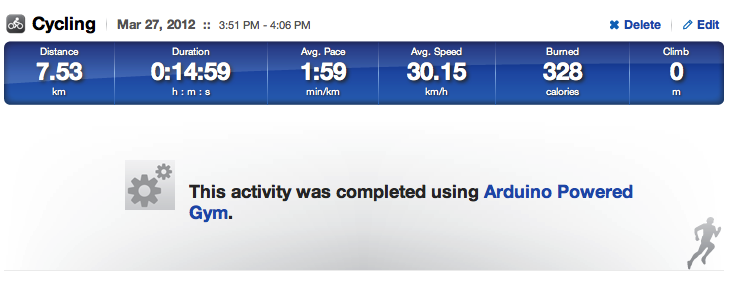 Cycling Mar 27, 2012 :: 3:51 PM - 4:06 PM Delete Edit
Distance Duration Avg. Pace Avg. Speed Burned Climb
7.53 0:14:59 1:59 30.15 328 0
km h : m : s min/km km/h calories m
This activity was completed using Arduino Powered
Gym.